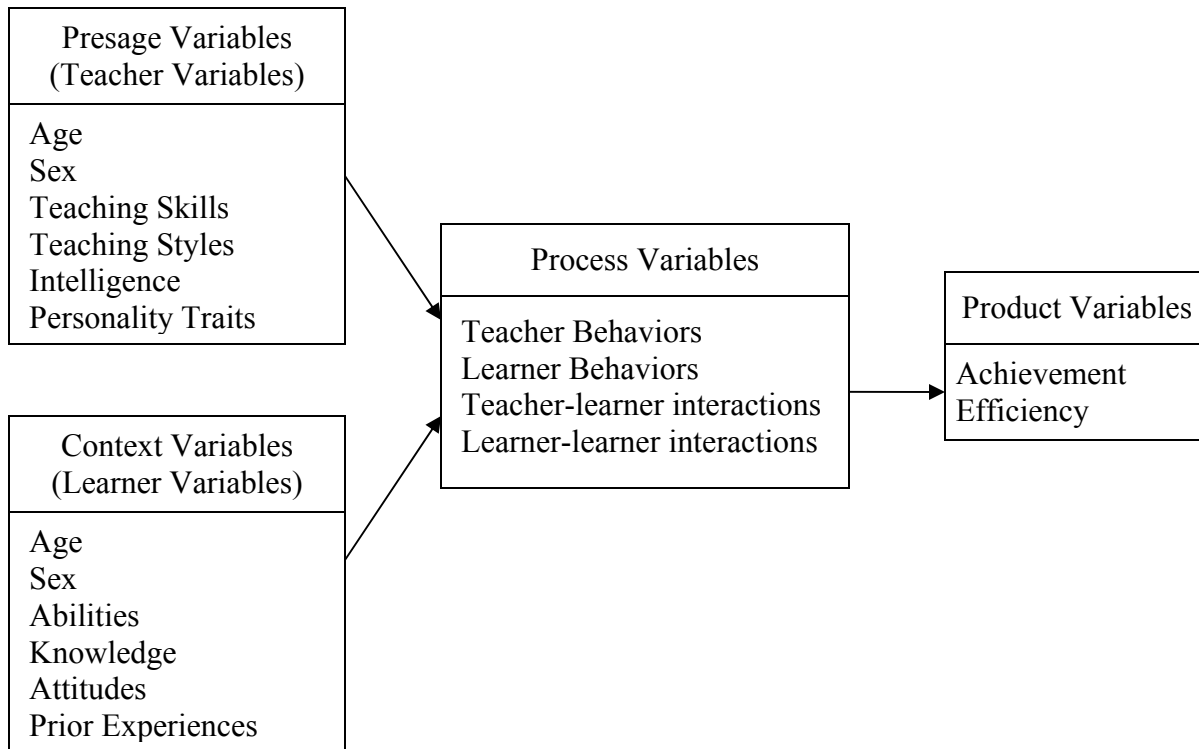 Presage Variables
(Teacher Variables)
Age
Sex
Teaching Skills
Teaching Styles
Intelligence
Personality Traits
Context Variables
(Learner Variables)
Age
Sex
Abilities
Knowledge
Attitudes
Prior Experiences
Process Variables
Teacher Behaviors
Learner Behaviors
Teacher-learner interactions
Learner-learner interactions
Product Variables
Achievement
Efficiency